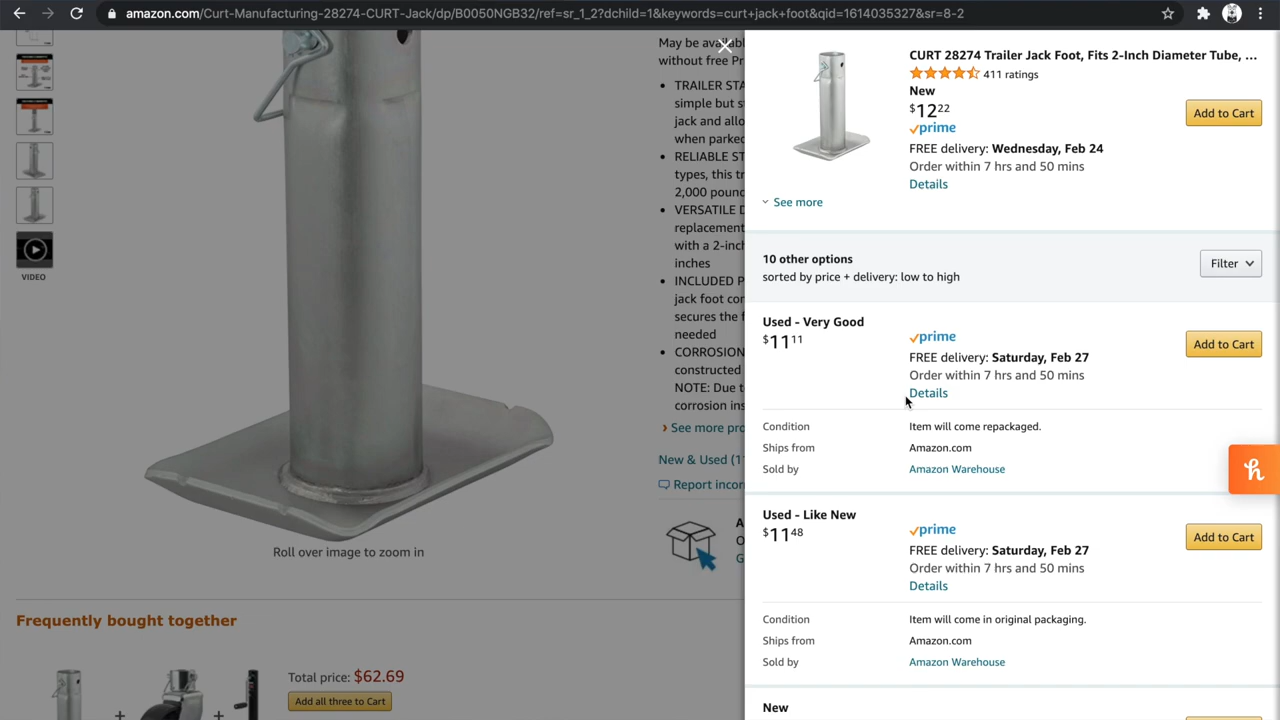 amazon.com/Curt-Manufacturing-28274-CURT-Jack/dp/B0050NGB32/ref=sr_1_2?dchild=1&keywords=curt+jack+foot&qid=1614035327&sr=8-2
VIDEO
Roll over image to zoom in
May be availab
without free Pr
• TRAILER STA
simple but s
jack and allo
when parke
• RELIABLE ST
types, this tr
2,000 pounc
• VERSATILE D
replacement
with a 2-inch
inches
• INCLUDED P
jack foot cor
secures the f
needed
• CORROSION
constructed
NOTE: Due t
corrosion ins
› See more pro
New & Used (1
Report incor
A
O
G
Frequently bought together
Total price: $62.69
Add all three to Cart
+
+
CURT 28274 Trailer Jack Foot, Fits 2-Inch Diameter Tube, ...
411 ratings
New
$12 22
prime
FREE delivery: Wednesday, Feb 24
Order within 7 hrs and 50 mins
Details
Add to Cart
See more
10 other options
sorted by price + delivery: low to high
Filter
Used - Very Good
$11 11
prime
FREE delivery: Saturday, Feb 27
Order within 7 hrs and 50 mins
Details
Add to Cart
Condition Item will come repackaged.
Ships from Amazon.com
Sold by Amazon Warehouse
Used - Like New
$11 48
prime
FREE delivery: Saturday, Feb 27
Order within 7 hrs and 50 mins
Details
Add to Cart
Condition Item will come in original packaging.
Ships from Amazon.com
Sold by Amazon Warehouse
New
h